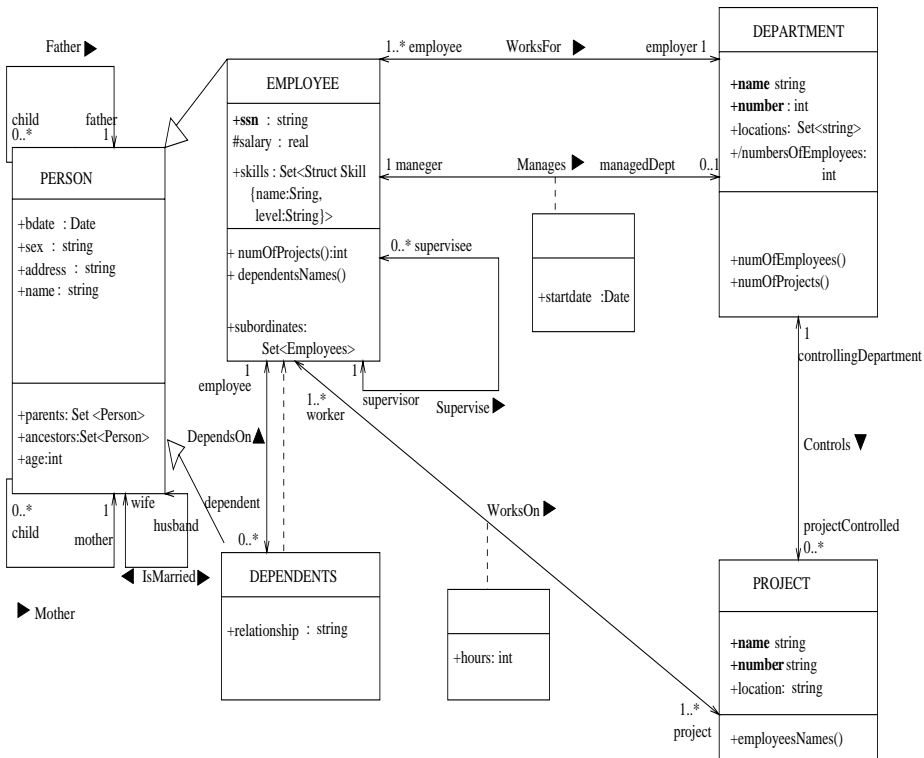 Father
child
0..*
father
1
PERSON
+bdate : Date
+sex : string
+address : string
+name : string
+parents: Set <Person>
+ancestors:Set<Person>
+age:int
0..*
child
1
mother
wife
husband
IsMarried
Mother
1..* employee
WorksFor
employer 1
EMPLOYEE
+ssn : string
#salary : real
+skills : Set<Struct Skill
{name:Sring,
level:String}>
+ numOfProjects():int
+ dependentsNames()
+subordinates:
Set<Employees>
1 maneger
Manages
managedDept
0..1
+startdate :Date
0..* supervisee
1
supervisor
Supervise
1
employee
DependsOn
dependent
0..*
DEPENDENTS
+relationship : string
1..*
worker
WorksOn
+hours: int
1..*
project
DEPARTMENT
+name string
+number : int
+locations: Set<string>
+/numbersOfEmployees:
int
+numOfEmployees()
+numOfProjects()
1
controllingDepartment
Controls
projectControlled
0..*
PROJECT
+name string
+number string
+location: string
+employeesNames()